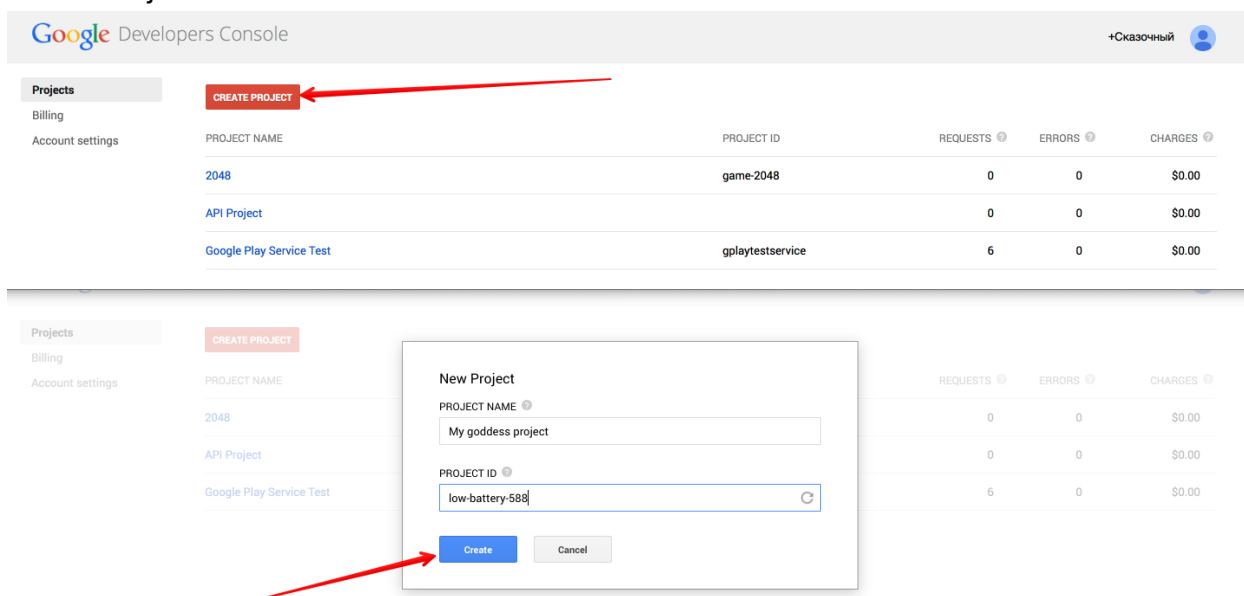 Google Developers Console +Сказочный
Projects
Billing
Account settings
CREATE PROJECT
PROJECT NAME PROJECT ID REQUESTS ERRORS CHARGES
2048 game-2048 0 0 $0.00
API Project 0 0 $0.00
Google Play Service Test gplaytestservice 6 0 $0.00
Projects
Billing
Account settings
CREATE PROJECT
PROJECT NAME REQUESTS ERRORS CHARGES
2048 0 0 $0.00
API Project 0 0 $0.00
Google Play Service Test 6 0 $0.00
New Project
PROJECT NAME
My goddess project
PROJECT ID
low-battery-588
Create Cancel